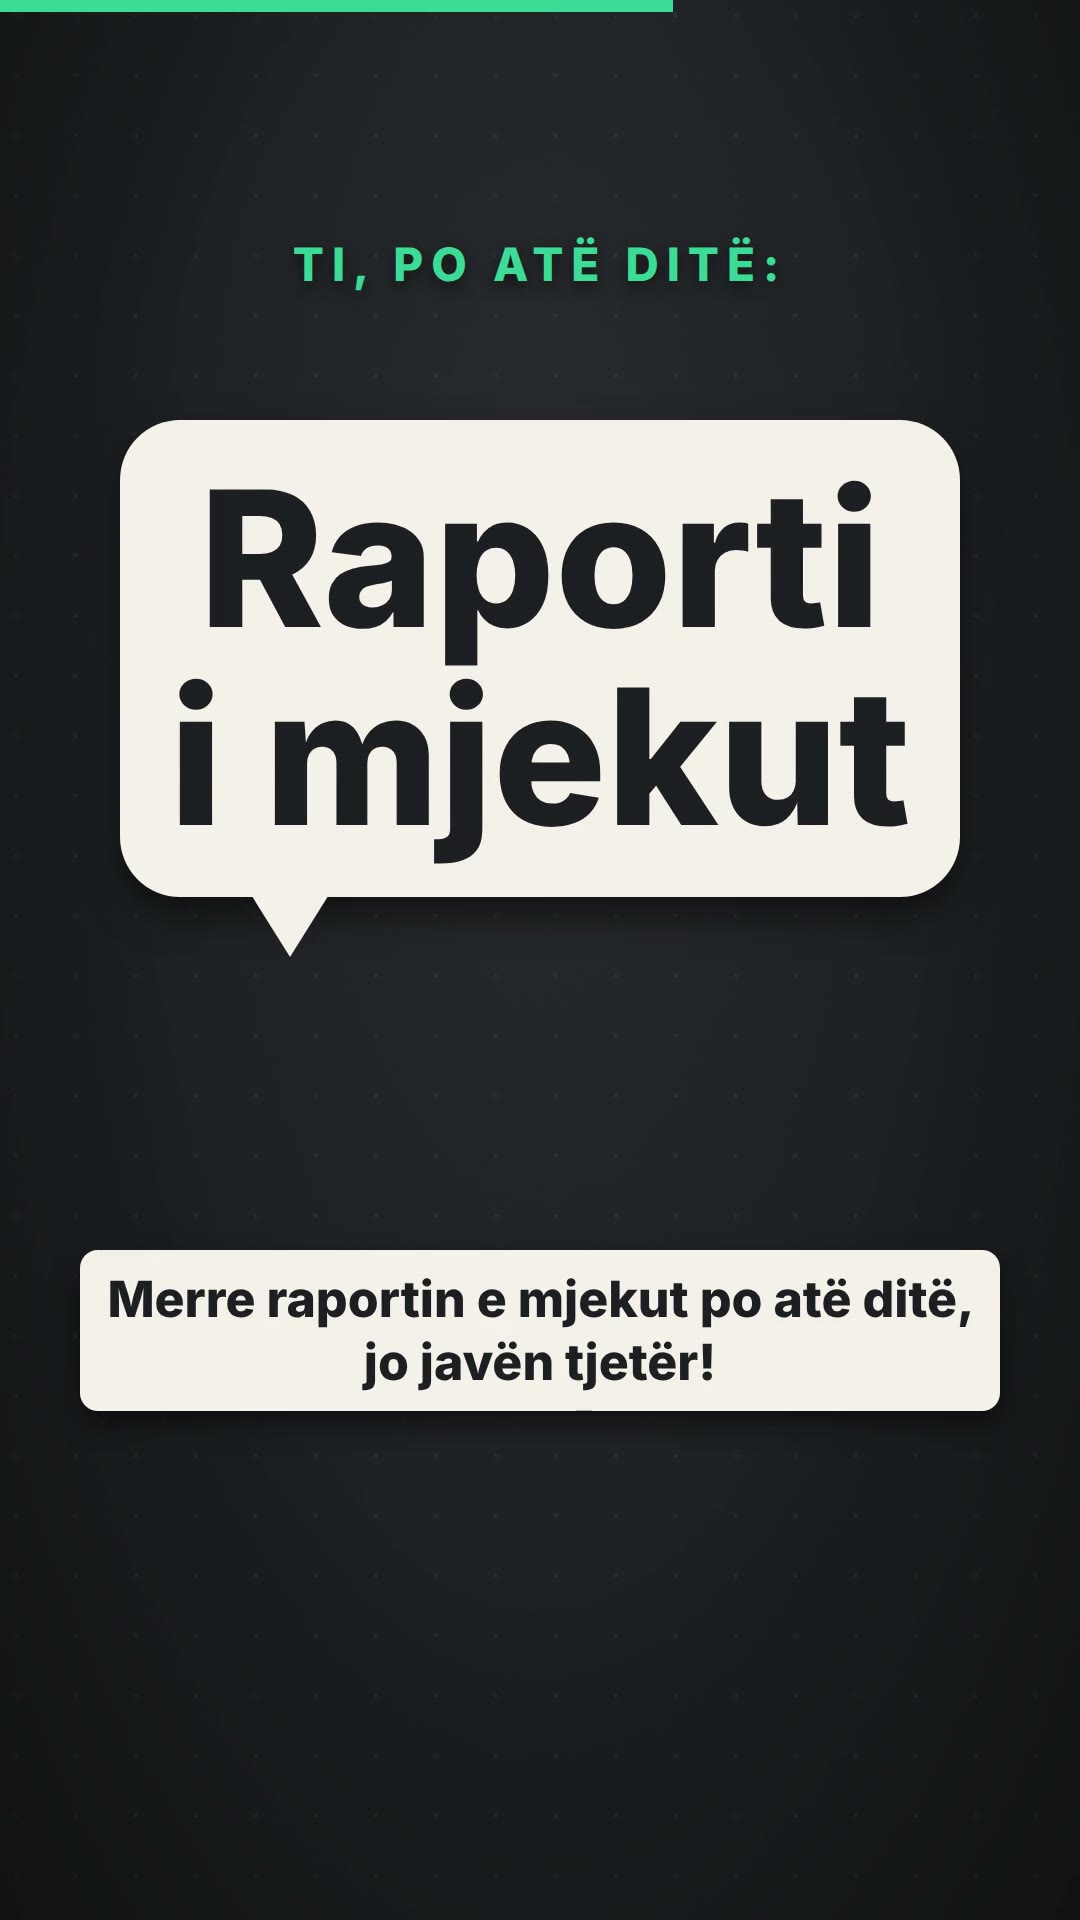 TI, PO ATË DITË:
Raporti
i mjekut
Merre raportin e mjekut po atë ditë,
jo javën tjetër!